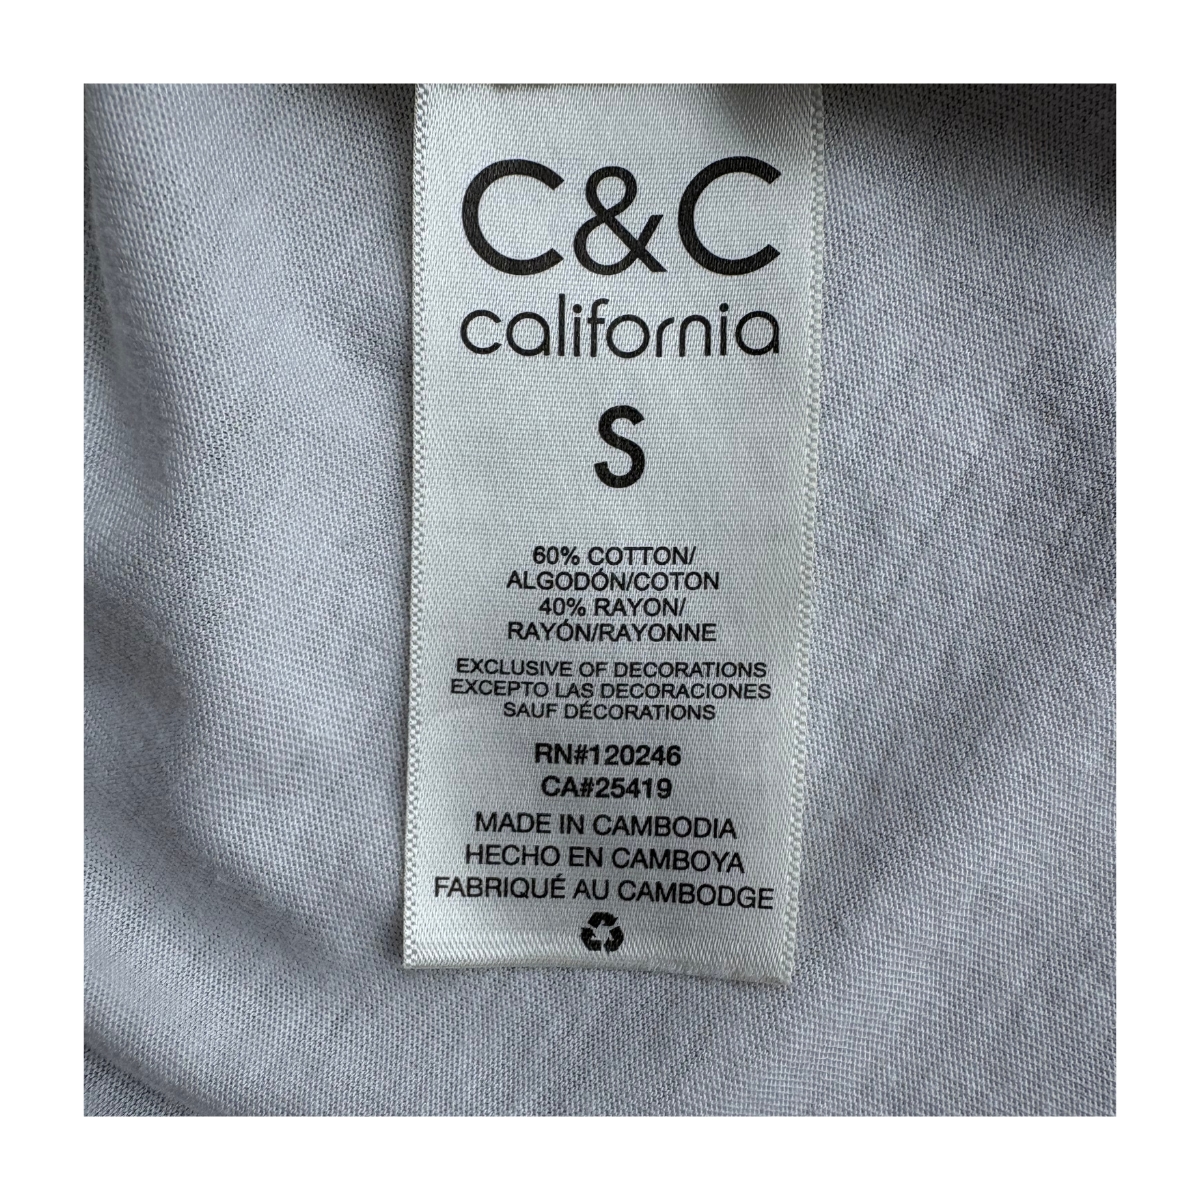 C&C
california
S
60% COTTON/
ALGODÓN/COTON
40% RAYON/
RAYÓN/RAYONNE
EXCLUSIVE OF DECORATIONS
EXCEPTO LAS DECORACIONES
SAUF DÉCORATIONS
RN#120246
CA#25419
MADE IN CAMBODIA
HECHO EN CAMBOYA
FABRIQUÉ AU CAMBODGE